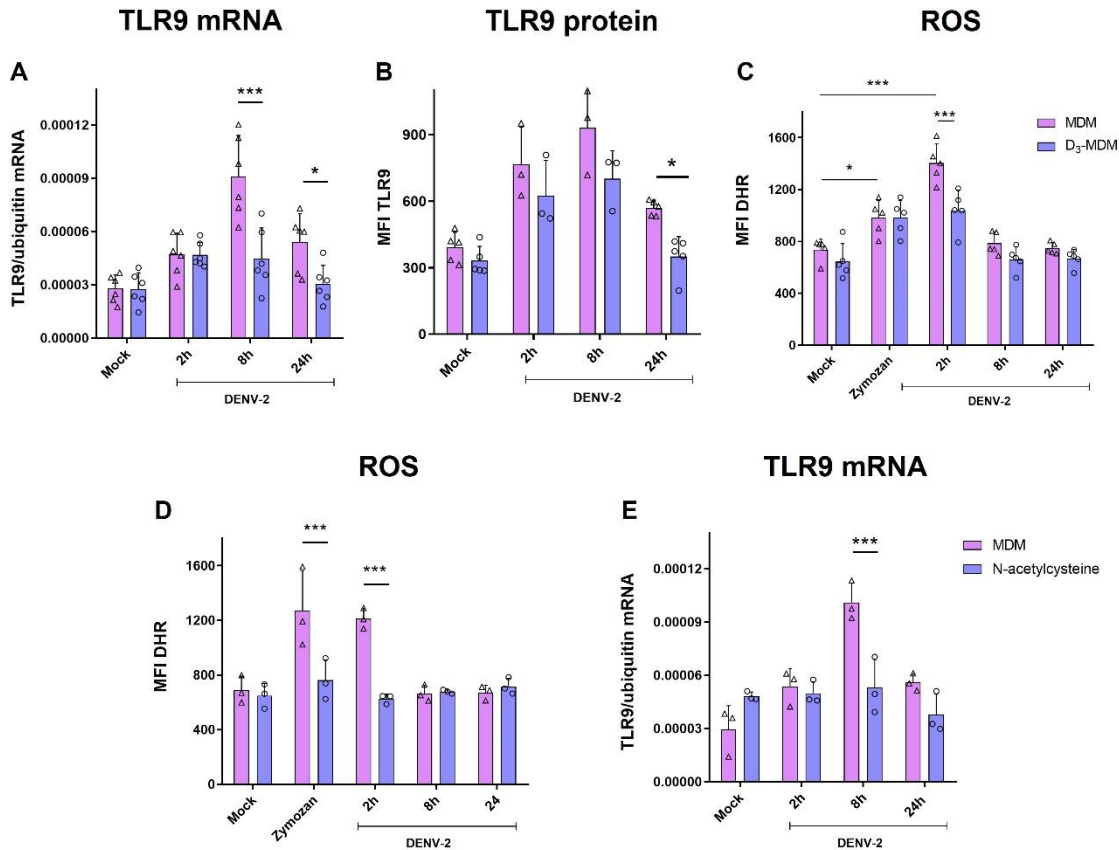 TLR9 mRNA
TLR9 protein
ROS
A
TLR9/ubiquitin mRNA
0.00012
0.00009
0.00006
0.00003
0.00000
***
*
Mock
2h
8h
24h
DENV-2
B
MFI TLR9
900
600
300
0
*
Mock
2h
8h
24h
DENV-2
C
MFI DHR
1600
1200
800
400
0
***
***
*
Mock
Zymozan
2h
8h
24h
DENV-2
MDM
D₃-MDM
ROS
TLR9 mRNA
D
MFI DHR
1600
1200
800
400
0
***
***
Mock
Zymozan
2h
8h
24
DENV-2
E
TLR9/ubiquitin mRNA
0.00012
0.00009
0.00006
0.00003
0.00000
***
Mock
2h
8h
24h
DENV-2
MDM
N-acetylcysteine